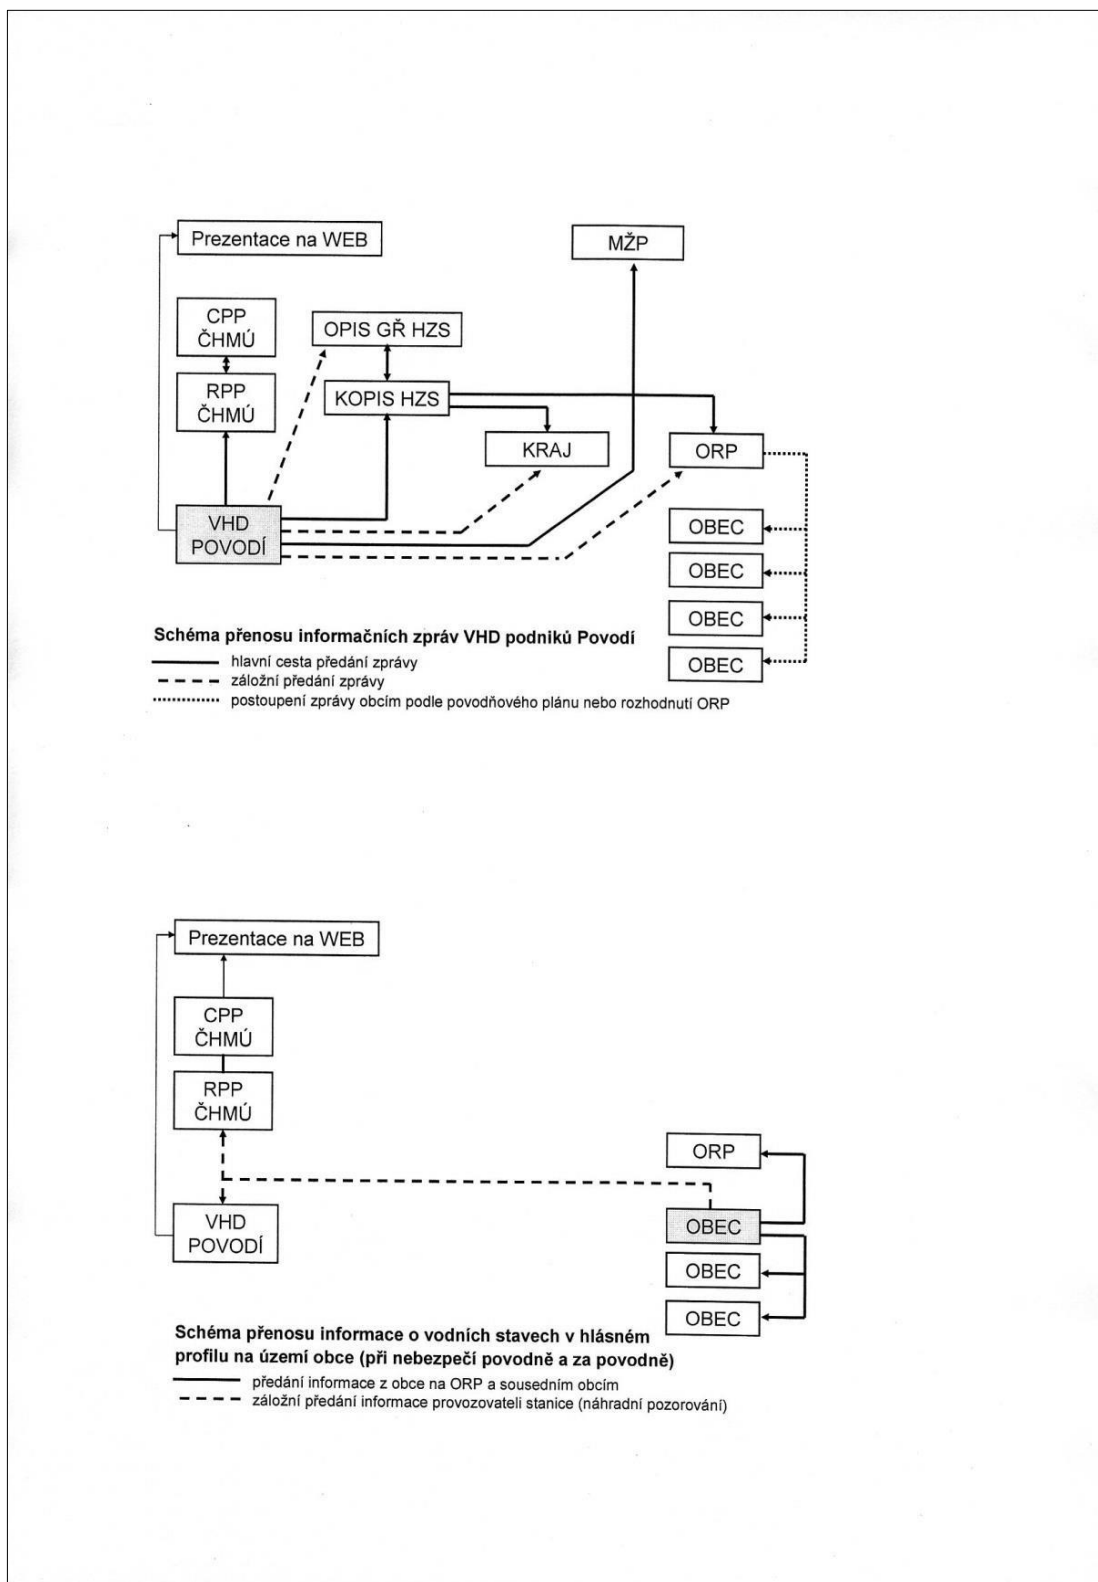 Prezentace na WEB
MŽP
CPP
ČHMÚ
OPIS GŘ HZS
RPP
ČHMÚ
KOPIS HZS
KRAJ
ORP
VHD
POVODÍ
OBEC
OBEC
OBEC
OBEC
Schéma přenosu informačních zpráv VHD podniků Povodí
hlavní cesta předání zprávy
záložní předání zprávy
postoupení zprávy obcím podle povodňového plánu nebo rozhodnutí ORP
Prezentace na WEB
CPP
ČHMÚ
RPP
ČHMÚ
ORP
VHD
POVODÍ
OBEC
OBEC
OBEC
Schéma přenosu informace o vodních stavech v hlásném
profilu na území obce (při nebezpečí povodně a za povodně)
předání informace z obce na ORP a sousedním obcím
záložní předání informace provozovateli stanice (náhradní pozorování)